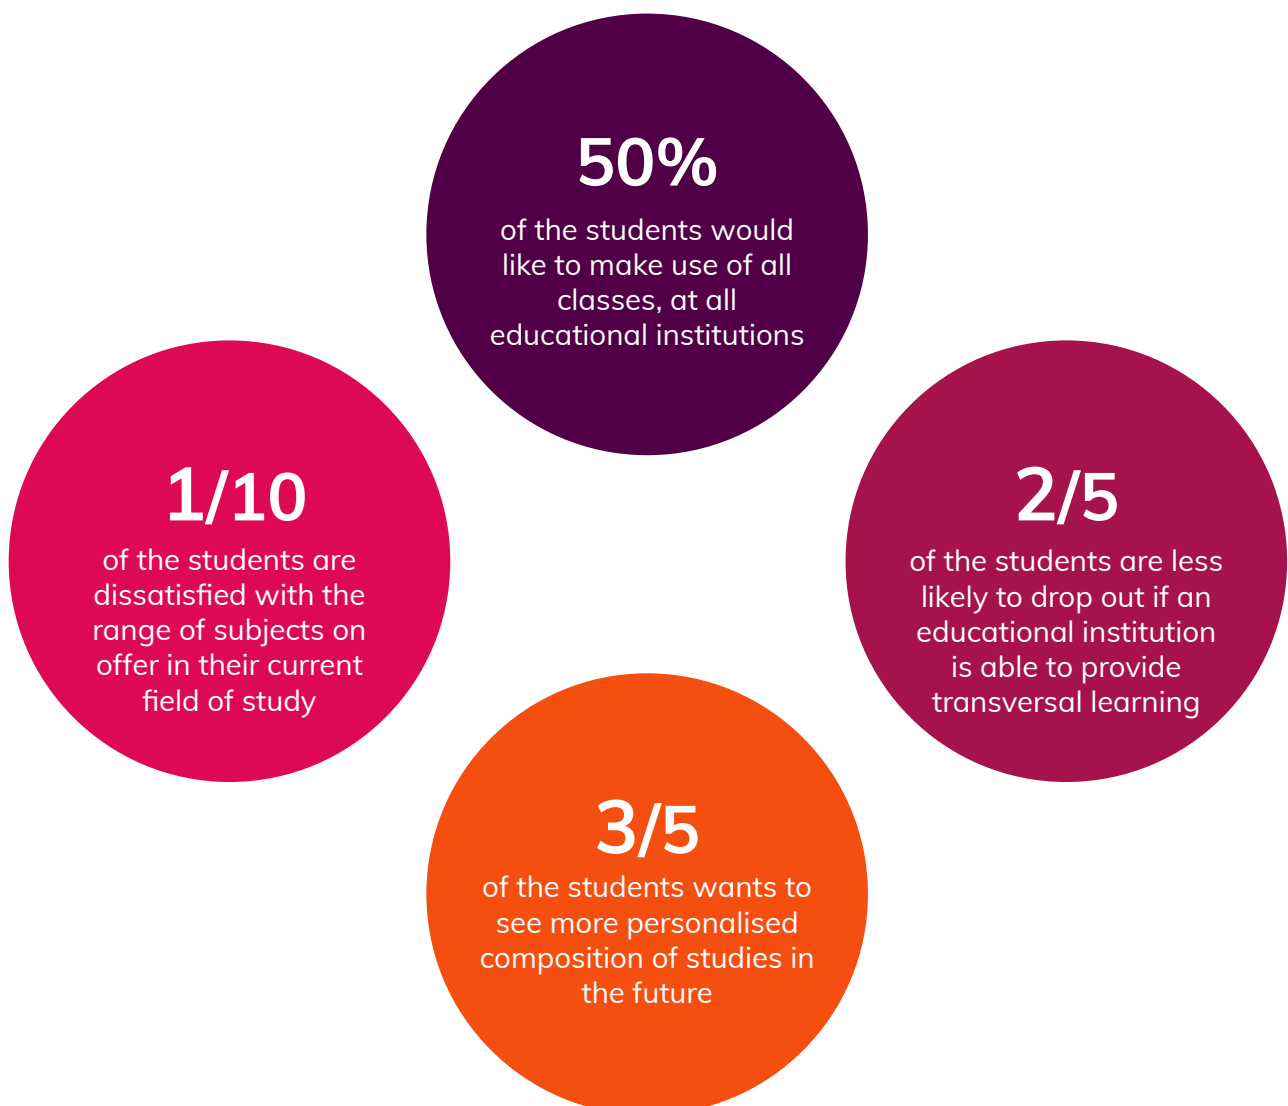 50%
of the students would
like to make use of all
classes, at all
educational institutions
1/10
of the students are
dissatisfied with the
range of subjects on
offer in their current
field of study
2/5
of the students are less
likely to drop out if an
educational institution
is able to provide
transversal learning
3/5
of the students wants to
see more personalised
composition of studies in
the future